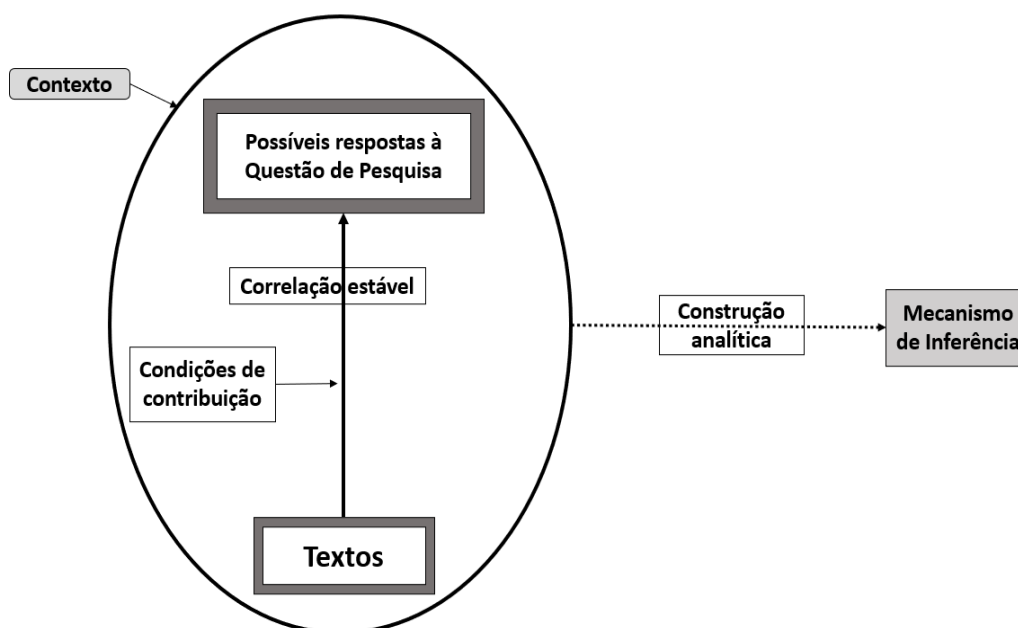 Contexto
Possíveis respostas à
Questão de Pesquisa
Correlação estável
Construção
analítica
Mecanismo
de Inferência
Condições de
contribuição
Textos